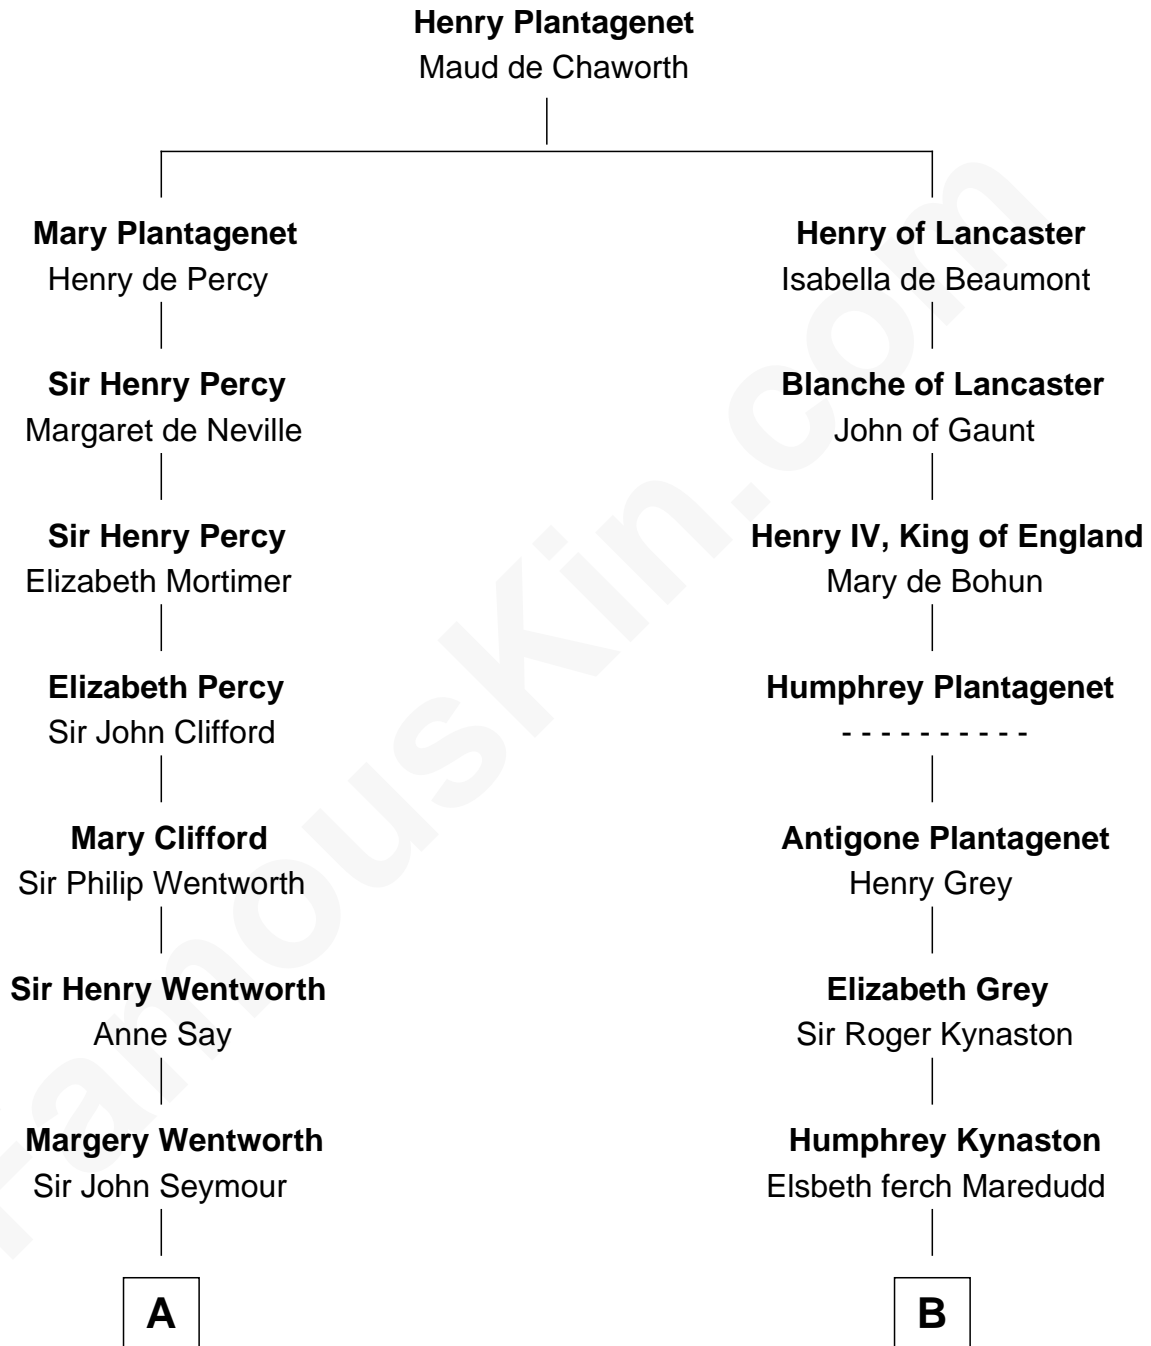 Henry Plantagenet
Maud de Chaworth
Mary Plantagenet
Henry de Percy
Henry of Lancaster
Isabella de Beaumont
Sir Henry Percy
Margaret de Neville
Blanche of Lancaster
John of Gaunt
Sir Henry Percy
Elizabeth Mortimer
Henry IV, King of England
Mary de Bohun
Elizabeth Percy
Sir John Clifford
Humphrey Plantagenet
- - - - - - - - - -
Mary Clifford
Sir Philip Wentworth
Antigone Plantagenet
Henry Grey
Sir Henry Wentworth
Anne Say
Elizabeth Grey
Sir Roger Kynaston
Margery Wentworth
Sir John Seymour
Humphrey Kynaston
Elsbeth ferch Maredudd
A
B
FamousKin.com